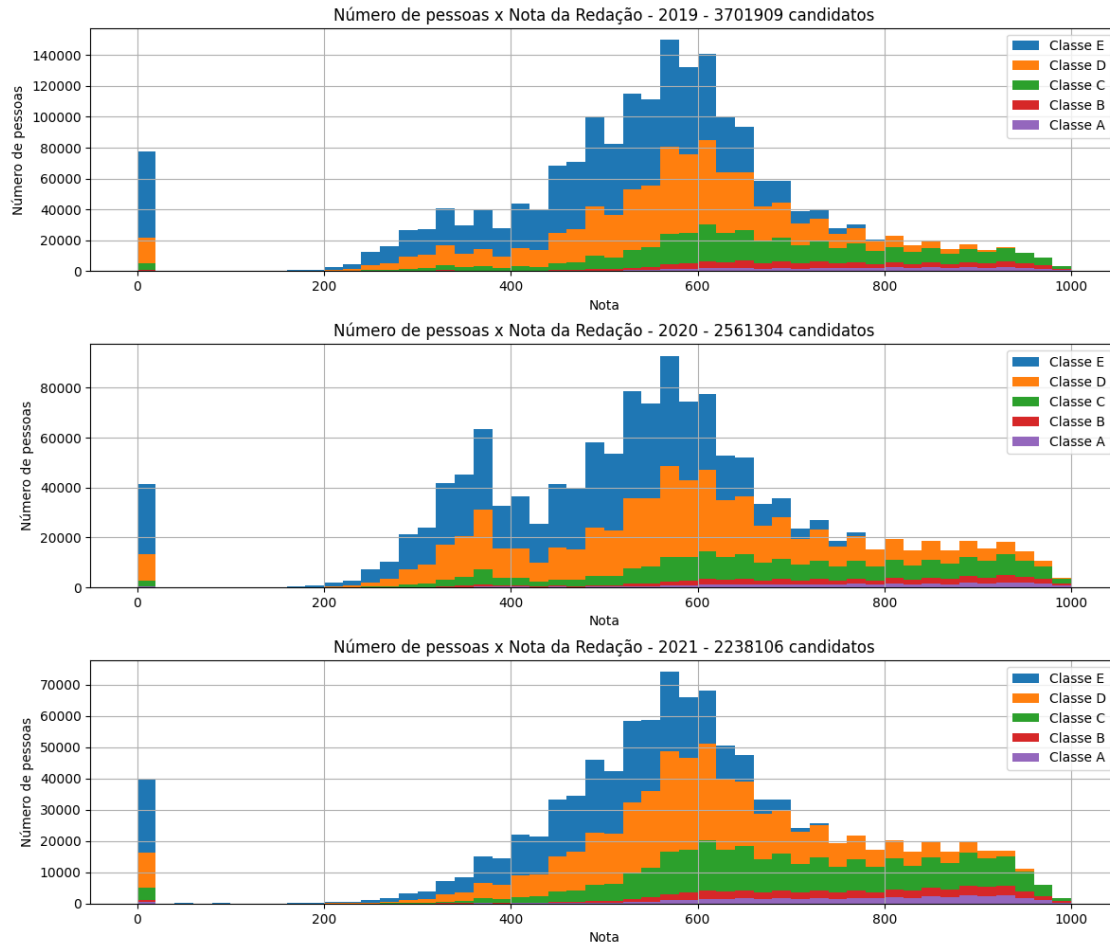 Número de pessoas x Nota da Redação - 2019 - 3701909 candidatos
Número de pessoas
140000
120000
100000
80000
60000
40000
20000
0
Classe E
Classe D
Classe C
Classe B
Classe A
0 200 400 600 800 1000
Nota
Número de pessoas x Nota da Redação - 2020 - 2561304 candidatos
Número de pessoas
80000
60000
40000
20000
0
Classe E
Classe D
Classe C
Classe B
Classe A
0 200 400 600 800 1000
Nota
Número de pessoas x Nota da Redação - 2021 - 2238106 candidatos
Número de pessoas
70000
60000
50000
40000
30000
20000
10000
0
Classe E
Classe D
Classe C
Classe B
Classe A
0 200 400 600 800 1000
Nota